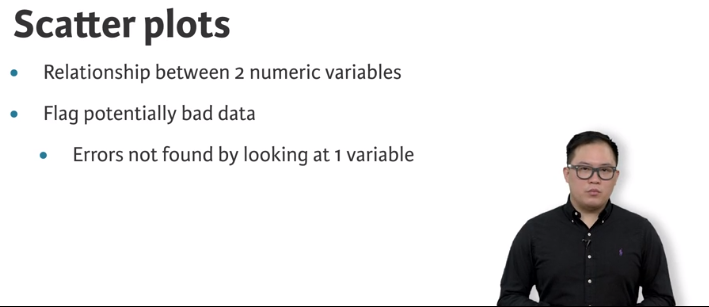 Scatter plots
• Relationship between 2 numeric variables
• Flag potentially bad data
• Errors not found by looking at 1 variable